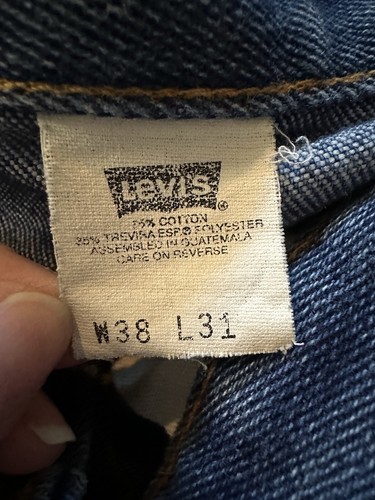 Levi's ®
75% COTTON
25% TREVIRA ESP® POLYESTER
ASSEMBLED IN GUATEMALA
CARE ON REVERSE
W38 L31